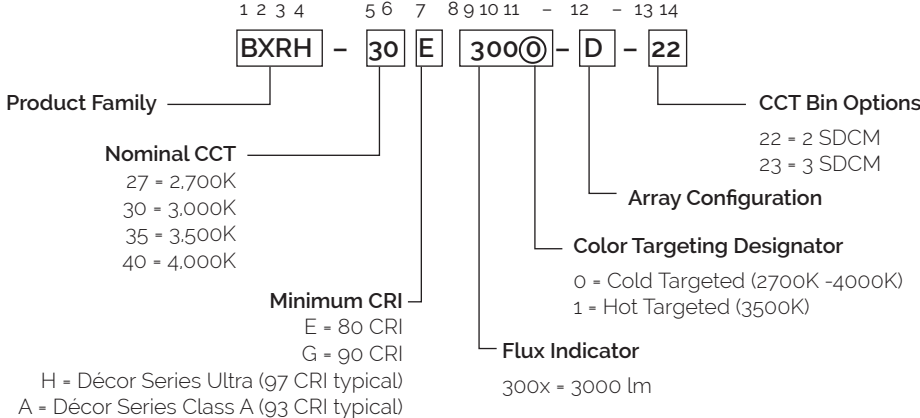 1 2 3 4 5 6 7 8 9 10 11 – 12 – 13 14
BXRH – 30 E 3000 – D – 22
Product Family
CCT Bin Options
22 = 2 SDCM
23 = 3 SDCM
Nominal CCT
27 = 2,700K
30 = 3,000K
35 = 3,500K
40 = 4,000K
Array Configuration
Color Targeting Designator
0 = Cold Targeted (2700K -4000K)
1 = Hot Targeted (3500K)
Minimum CRI
E = 80 CRI
G = 90 CRI
H = Décor Series Ultra (97 CRI typical)
A = Décor Series Class A (93 CRI typical)
Flux Indicator
300x = 3000 lm